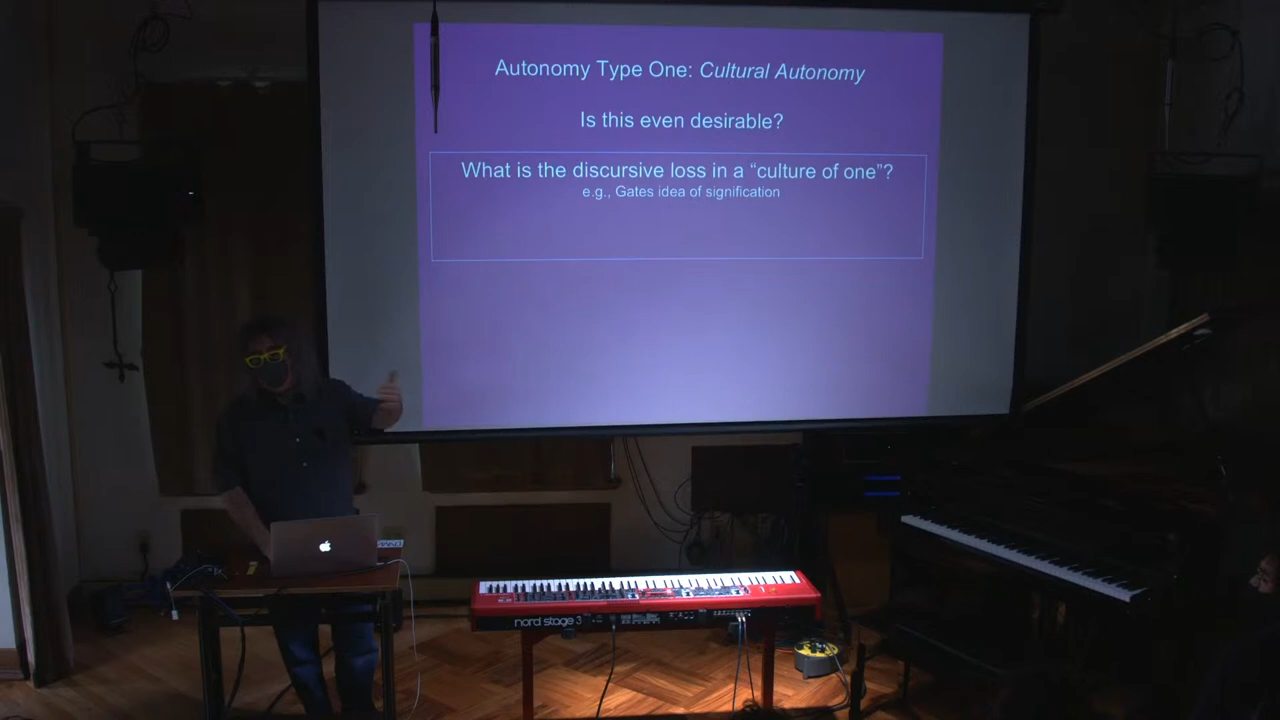 Autonomy Type One: Cultural Autonomy
Is this even desirable?
What is the discursive loss in a “culture of one”?
e.g., Gates idea of signification
nord stage 3